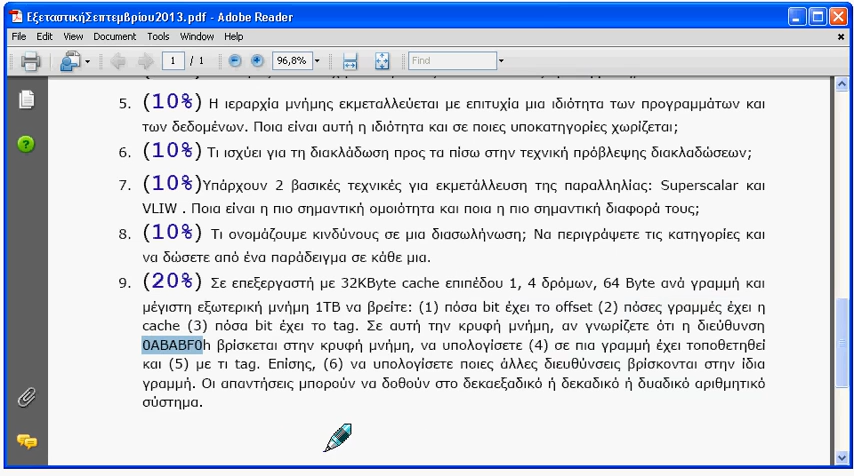 ΕξεταστικήΣεπτεμβρίου2013.pdf - Adobe Reader
File Edit View Document Tools Window Help
1 / 1 96,8% Find
5. (10%) Η ιεραρχία μνήμης εκμεταλλεύεται με επιτυχία μια ιδιότητα των προγραμμάτων και
των δεδομένων. Ποια είναι αυτή η ιδιότητα και σε ποιες υποκατηγορίες χωρίζεται;
6. (10%) Τι ισχύει για τη διακλάδωση προς τα πίσω στην τεχνική πρόβλεψης διακλαδώσεων;
7. (10%)Υπάρχουν 2 βασικές τεχνικές για εκμετάλλευση της παραλληλίας: Superscalar και
VLIW . Ποια είναι η πιο σημαντική ομοιότητα και ποια η πιο σημαντική διαφορά τους;
8. (10%) Τι ονομάζουμε κινδύνους σε μια διασωλήνωση; Να περιγράψετε τις κατηγορίες και
να δώσετε από ένα παράδειγμα σε κάθε μια.
9. (20%) Σε επεξεργαστή με 32KByte cache επιπέδου 1, 4 δρόμων, 64 Byte ανά γραμμή και
μέγιστη εξωτερική μνήμη 1TB να βρείτε: (1) πόσα bit έχει το offset (2) πόσες γραμμές έχει η
cache (3) πόσα bit έχει το tag. Σε αυτή την κρυφή μνήμη, αν γνωρίζετε ότι η διεύθυνση
0ABABF0h βρίσκεται στην κρυφή μνήμη, να υπολογίσετε (4) σε πια γραμμή έχει τοποθετηθεί
και (5) με τι tag. Επίσης, (6) να υπολογίσετε ποιες άλλες διευθύνσεις βρίσκονται στην ίδια
γραμμή. Οι απαντήσεις μπορούν να δοθούν στο δεκαεξαδικό ή δεκαδικό ή δυαδικό αριθμητικό
σύστημα.